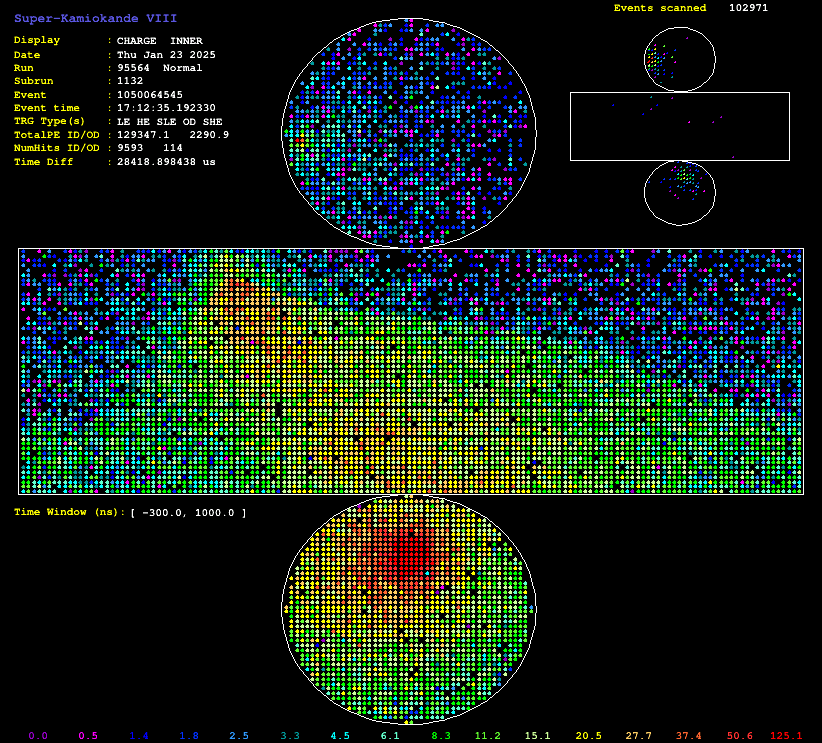 Super-Kamiokande VIII
Events scanned 102971
Display : CHARGE INNER
Date : Thu Jan 23 2025
Run : 95564 Normal
Subrun : 1132
Event : 1050064545
Event time : 17:12:35.192330
TRG Type(s) : LE HE SLE OD SHE
TotalPE ID/OD : 129347.1 2290.9
NumHits ID/OD : 9593 114
Time Diff : 28418.898438 us
Time Window (ns): [ -300.0, 1000.0 ]
0.0 0.5 1.4 1.8 2.5 3.3 4.5 6.1 8.3 11.2 15.1 20.5 27.7 37.4 50.6 125.1